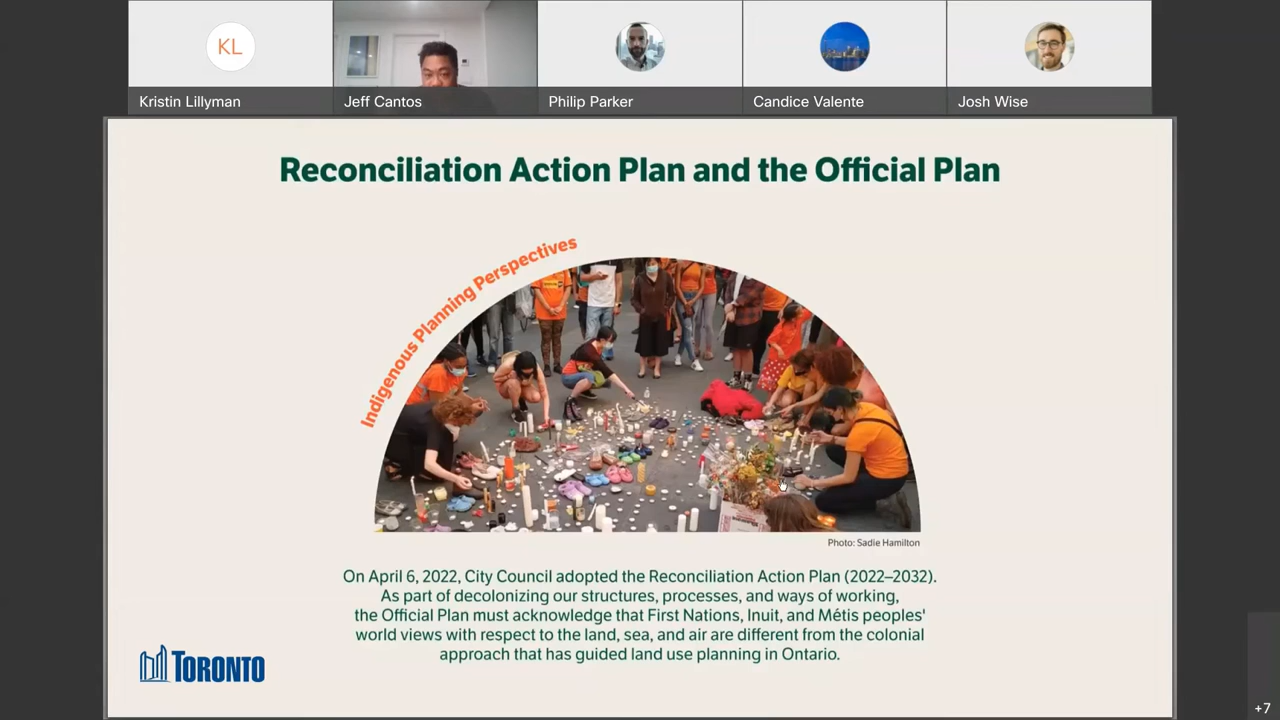 KL
Kristin Lillyman
Jeff Cantos
Philip Parker
Candice Valente
Josh Wise
Reconciliation Action Plan and the Official Plan
Indigenous Planning Perspectives
Photo: Sadie Hamilton
On April 6, 2022, City Council adopted the Reconciliation Action Plan (2022–2032).
As part of decolonizing our structures, processes, and ways of working,
the Official Plan must acknowledge that First Nations, Inuit, and Métis peoples'
world views with respect to the land, sea, and air are different from the colonial
approach that has guided land use planning in Ontario.
TORONTO
+7